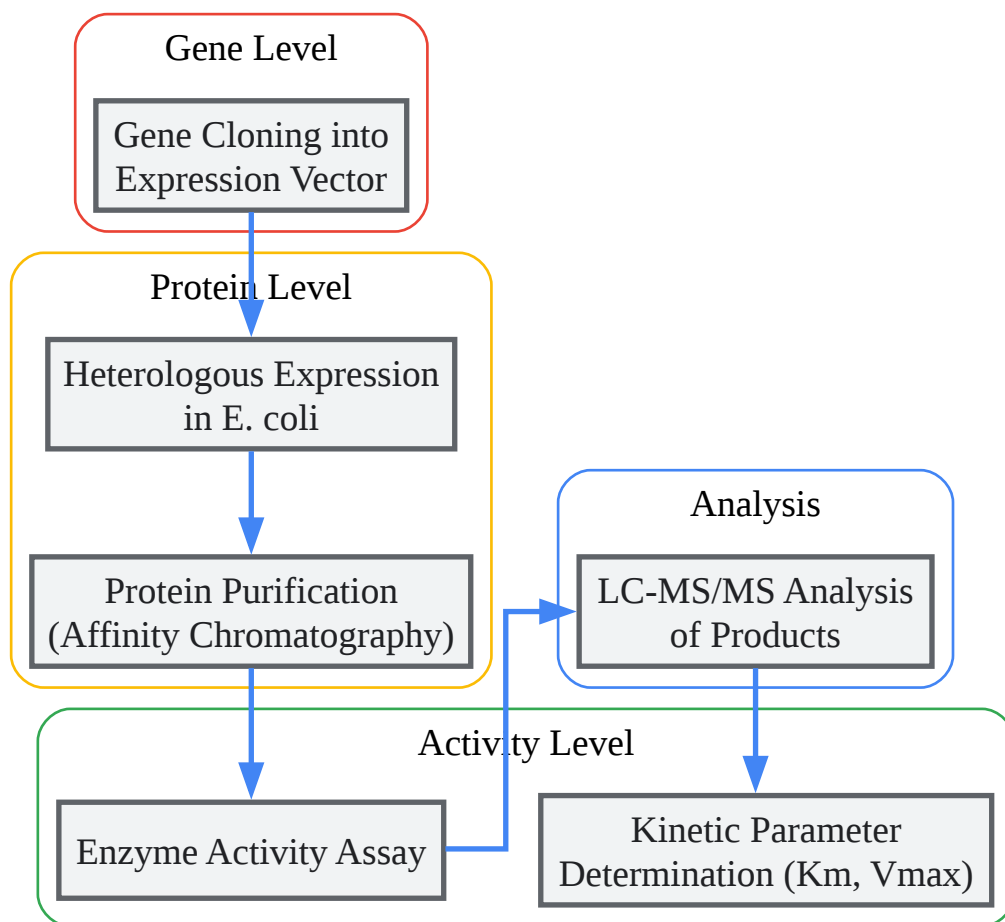 Gene Level
Gene Cloning into
Expression Vector
Protein Level
Heterologous Expression
in E. coli
Protein Purification
(Affinity Chromatography)
Analysis
LC-MS/MS Analysis
of Products
Activity Level
Enzyme Activity Assay
Kinetic Parameter
Determination (Km, Vmax)